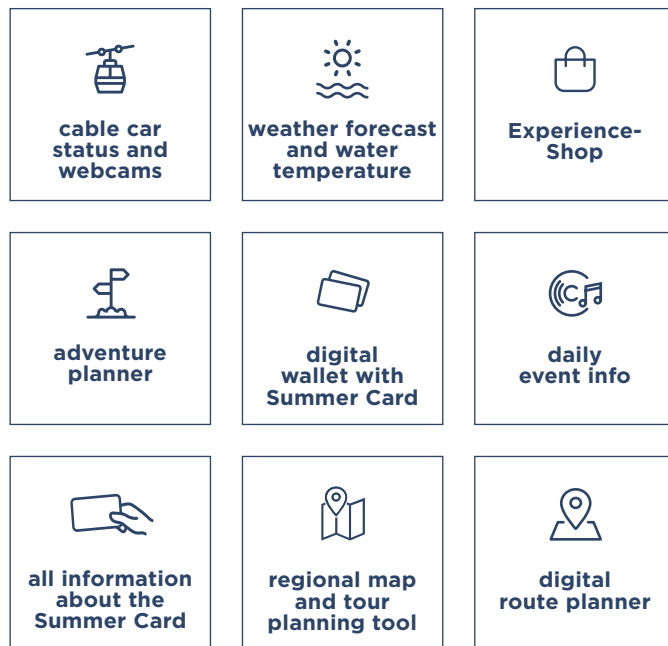 cable car
status and
webcams
weather forecast
and water
temperature
Experience-
Shop
adventure
planner
digital
wallet with
Summer Card
daily
event info
all information
about the
Summer Card
regional map
and tour
planning tool
digital
route planner